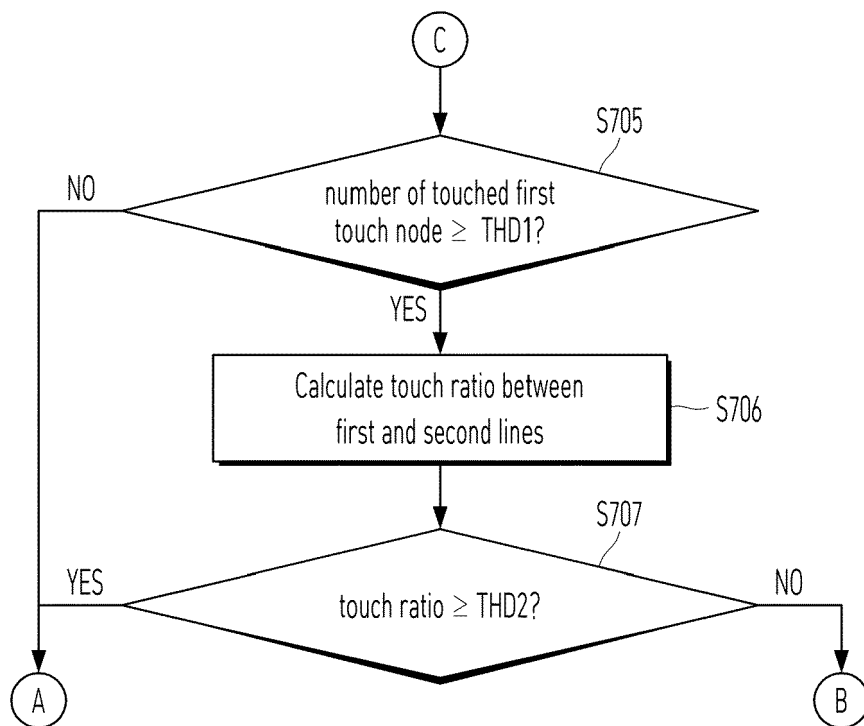 C
S705
NO
number of touched first
touch node ≥ THD1?
YES
Calculate touch ratio between
first and second lines
S706
S707
YES
touch ratio ≥ THD2?
NO
A
B